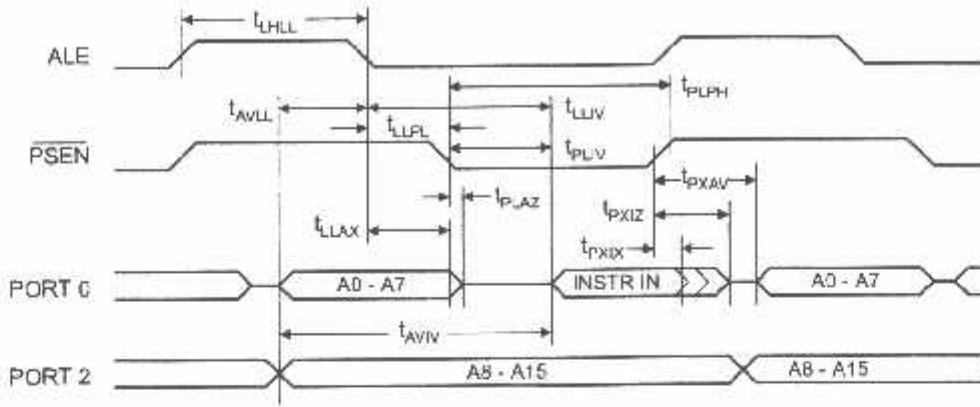 tLHLL
ALE
tPLPH
tAVLL
tLLIV
tLLPL
PSEN
tPLIV
tPXAV
tPLAZ
tPXIZ
tLLAX
tPXIX
PORT 0
A0 - A7
INSTR IN
A0 - A7
tAVIV
PORT 2
A8 - A15
A8 - A15